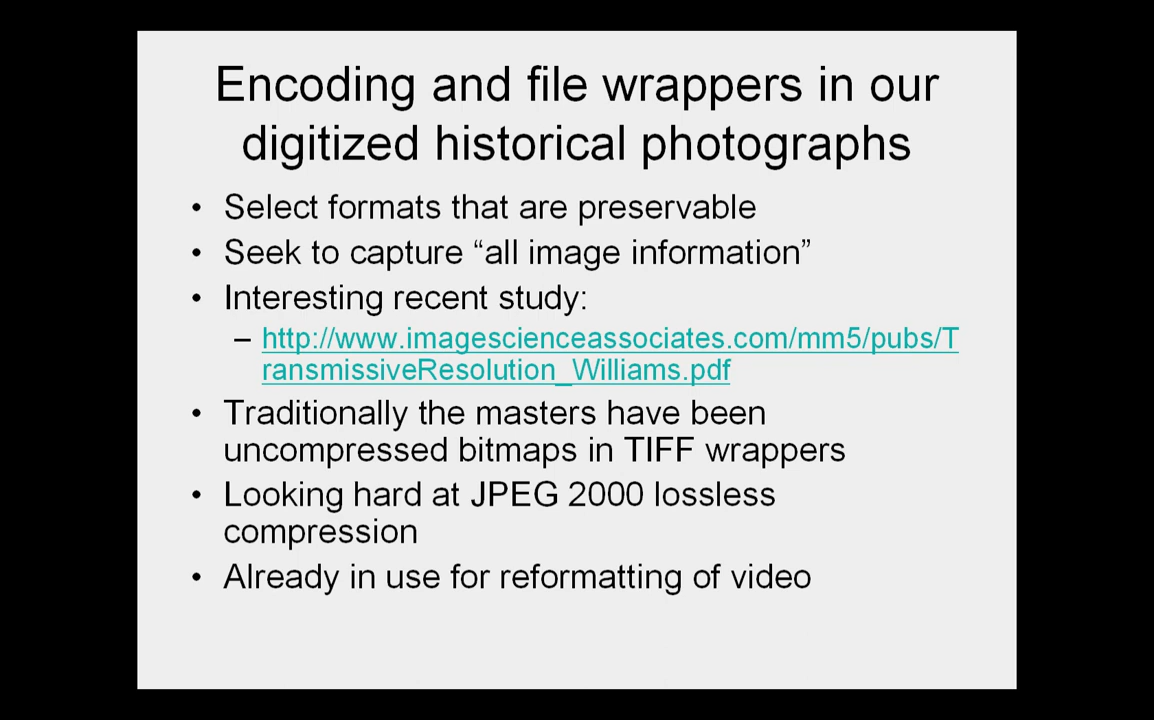 Encoding and file wrappers in our
digitized historical photographs
• Select formats that are preservable
• Seek to capture “all image information”
• Interesting recent study:
– http://www.imagescienceassociates.com/mm5/pubs/T
ransmissiveResolution_Williams.pdf
• Traditionally the masters have been
uncompressed bitmaps in TIFF wrappers
• Looking hard at JPEG 2000 lossless
compression
• Already in use for reformatting of video